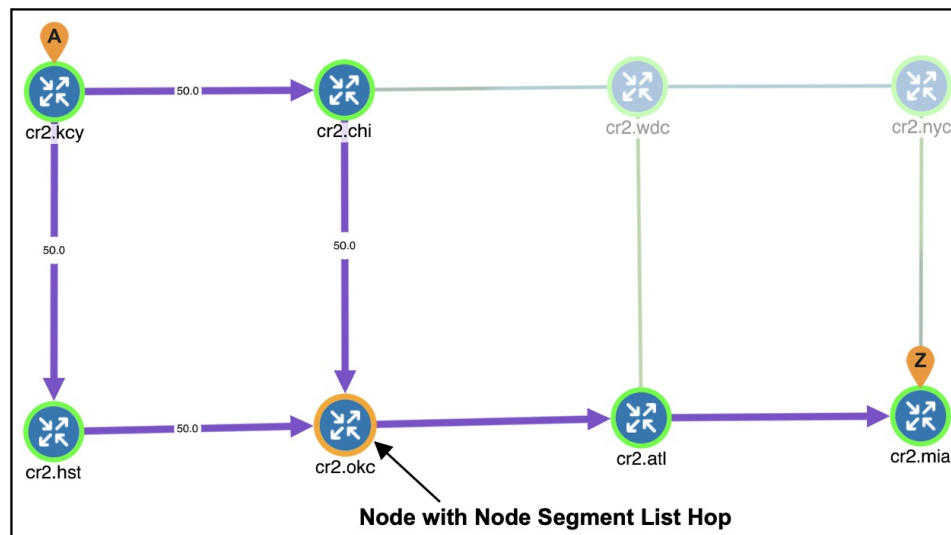 A
50.0
cr2.kcy
cr2.chi
cr2.wdc
cr2.nyc
50.0
50.0
Z
50.0
cr2.hst
cr2.okc
cr2.atl
cr2.mia
Node with Node Segment List Hop